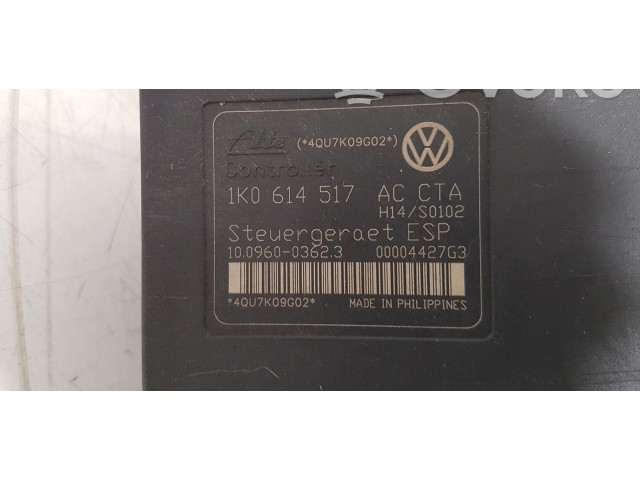 Ate (*4QU7K09G02*)
Controller
1K0 614 517 AC CTA
H14/S0102
Steuergeraet ESP
10.0960-0362.3 00004427G3
*4QU7K09G02* MADE IN PHILIPPINES